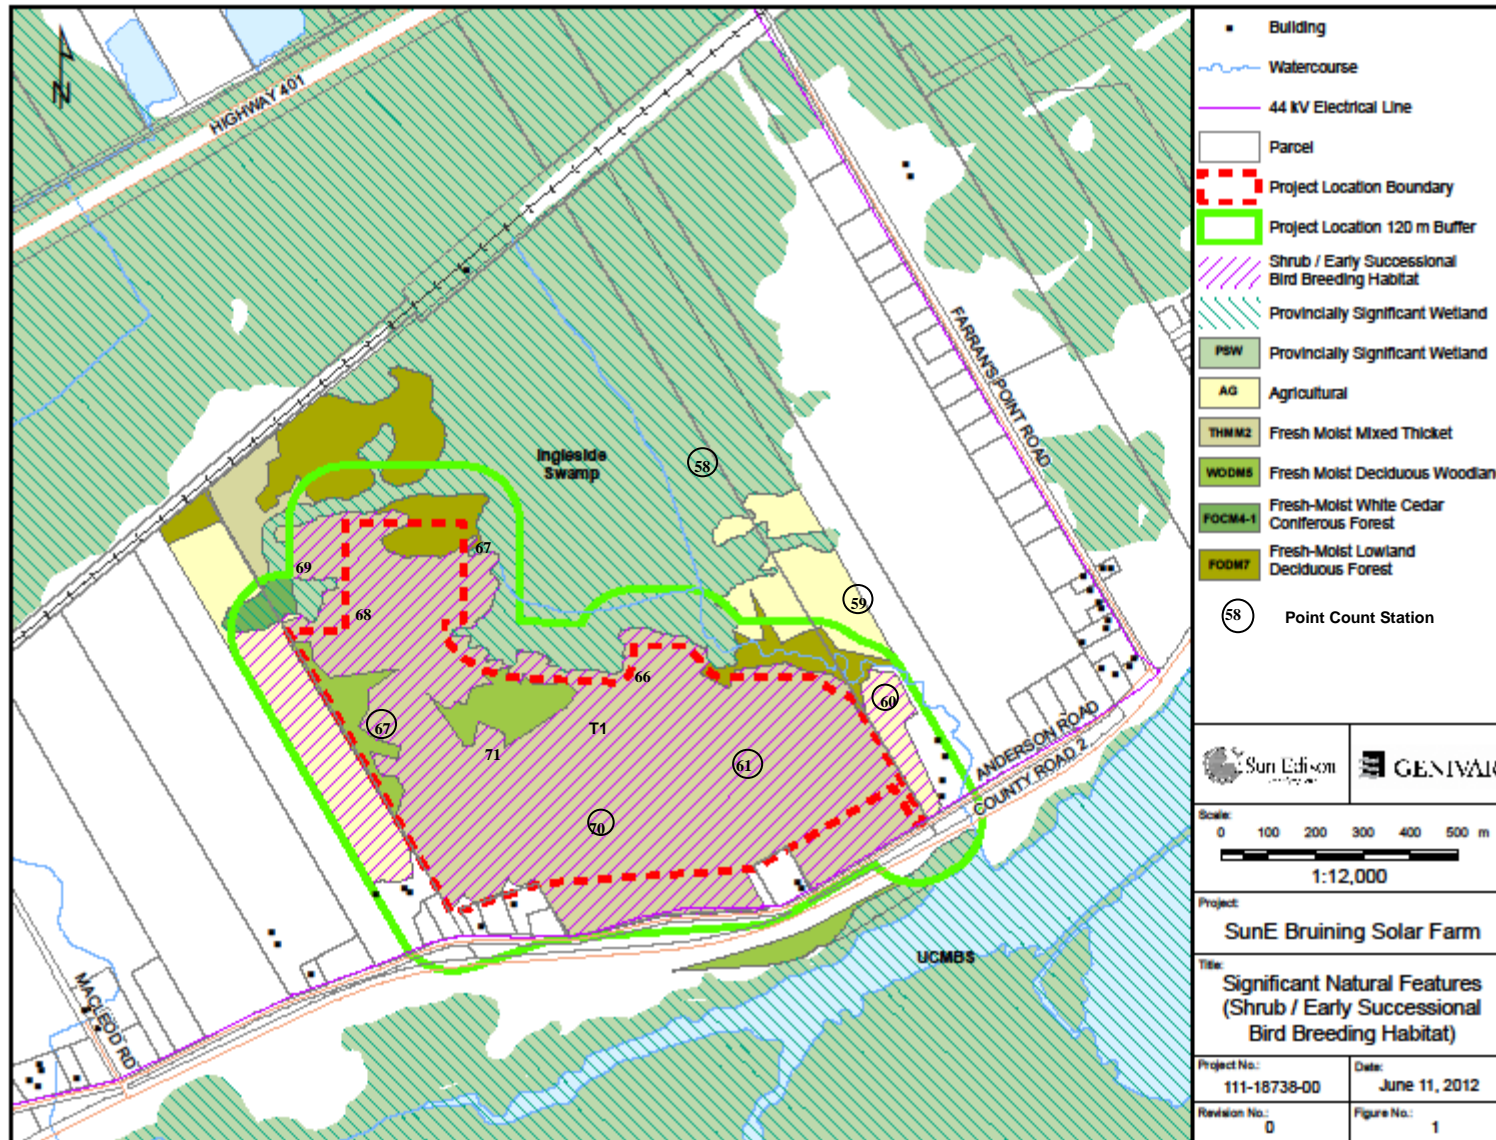 N
HIGHWAY 401
Ingleside
Swamp
FARRAN'S POINT ROAD
58
59
60
61
66
67
67
68
69
70
71
T1
ANDERSON ROAD
COUNTY ROAD 2
UCMBS
MACLEOD RD
Building
Watercourse
44 kV Electrical Line
Parcel
Project Location Boundary
Project Location 120 m Buffer
Shrub / Early Successional
Bird Breeding Habitat
Provincially Significant Wetland
PSW Provincially Significant Wetland
AG Agricultural
THMM2 Fresh Moist Mixed Thicket
WODM5 Fresh Moist Deciduous Woodlan
FOCM4-1 Fresh-Moist White Cedar
Coniferous Forest
FODM7 Fresh-Moist Lowland
Deciduous Forest
58 Point Count Station
Sun Edison
GENIVAR
Scale:
0 100 200 300 400 500 m
1:12,000
Project:
SunE Bruining Solar Farm
Title:
Significant Natural Features
(Shrub / Early Successional
Bird Breeding Habitat)
Project No.: Date:
111-18738-00 June 11, 2012
Revision No.: Figure No.:
0 1